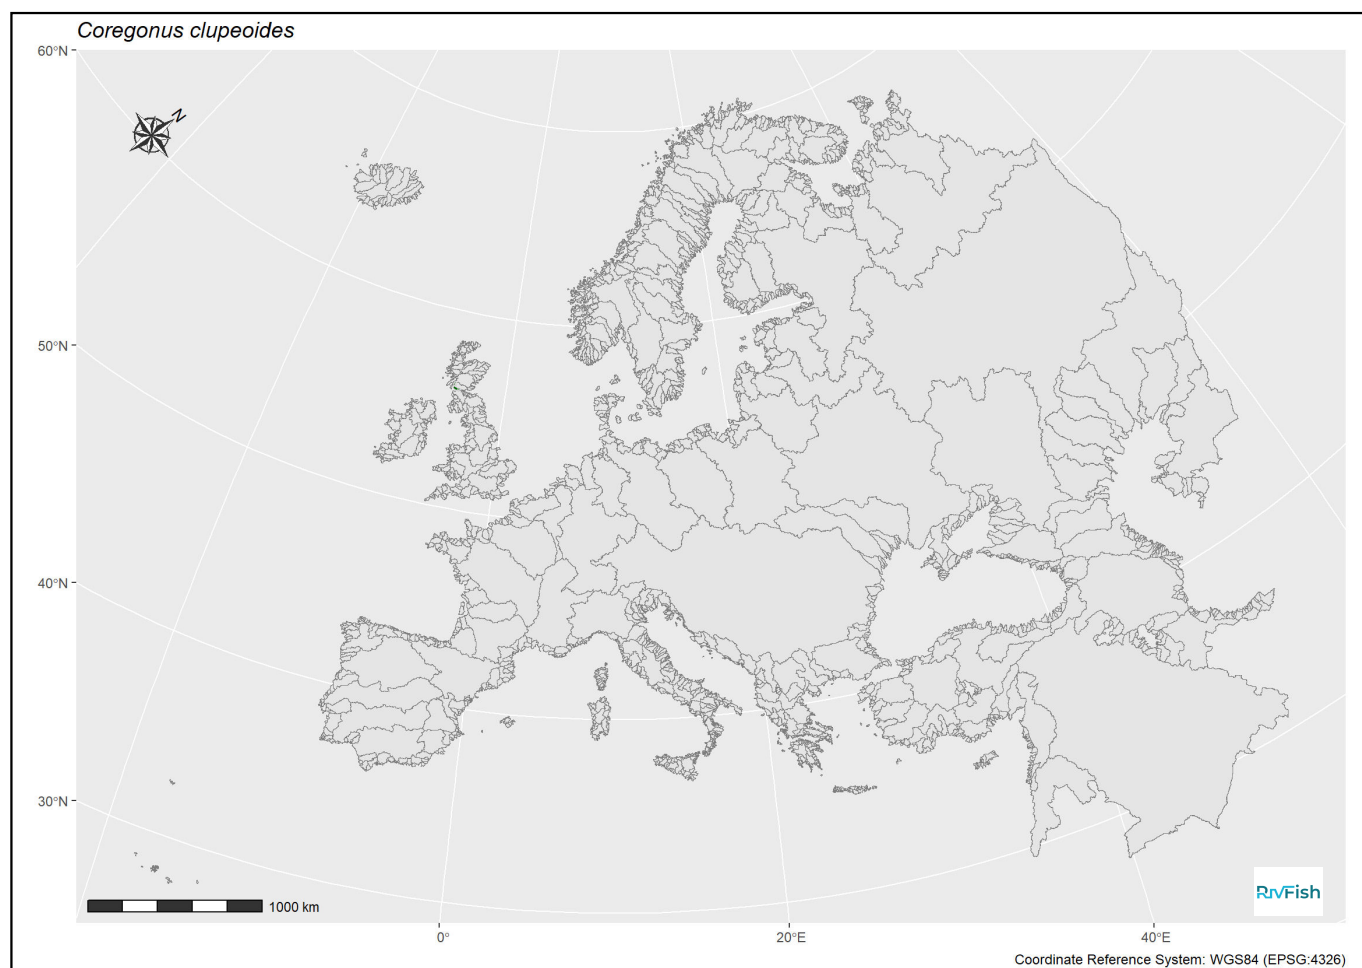 Coregonus clupeoides
60°N
N
50°N
40°N
30°N
1000 km
RivFish
0°
20°E
40°E
Coordinate Reference System: WGS84 (EPSG:4326)